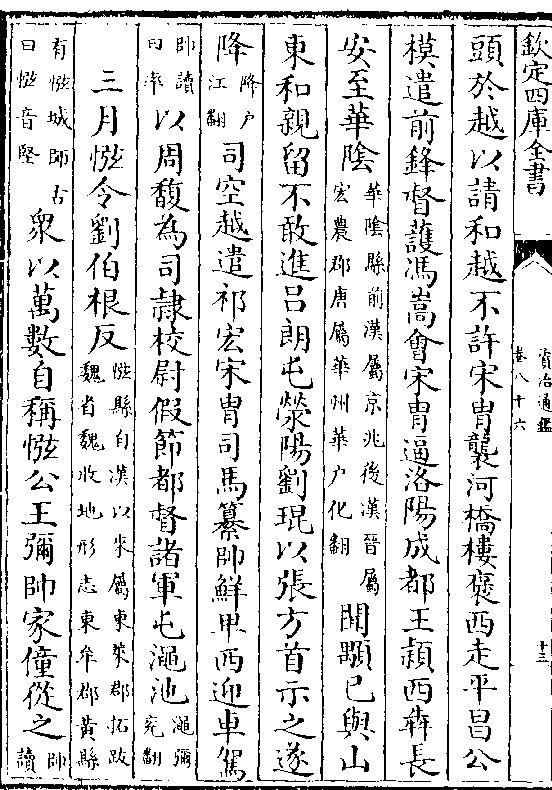 欽定四庫全書
資治通鑑
卷八十六
十三
頭於越以請和越不許宋胄襲河橋樓褒西走平昌公
模遣前鋒督護馮嵩會宋胄逼洛陽成都王穎西犇長
安至華陰華陰縣前漢屬京兆後漢晉屬宏農郡唐屬華州華户化翻聞顒已與山
東和親留不敢進吕朗屯滎陽劉琨以張方首示之遂
降降户江翻司空越遣祁宏宋胄司馬纂帥鮮卑西迎車駕
帥讀曰率以周馥為司隸校尉假節都督諸軍屯澠池澠彌兖翻
三月惤令劉伯根反惤縣自漢以來屬東萊郡拓跋魏省魏收地形志東牟郡黄縣
有惤城師古曰惤音堅衆以萬數自稱惤公王彌帥家僮從之帥讀